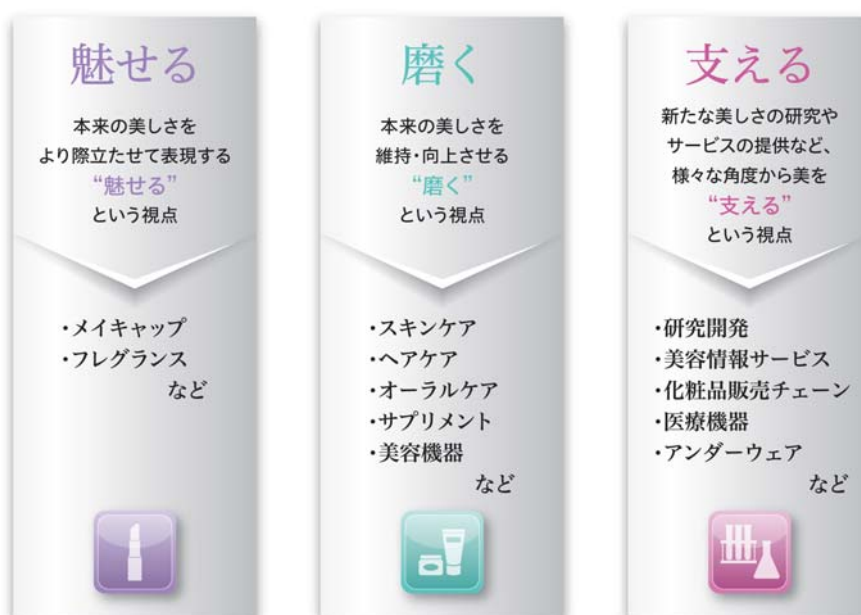 魅せる
本来の美しさを
より際立たせて表現する
“魅せる”
という視点
・メイキャップ
・フレグランス
など
磨く
本来の美しさを
維持・向上させる
“磨く”
という視点
・スキンケア
・ヘアケア
・オーラルケア
・サプリメント
・美容機器
など
支える
新たな美しさの研究や
サービスの提供など、
様々な角度から美を
“支える”
という視点
・研究開発
・美容情報サービス
・化粧品販売チェーン
・医療機器
・アンダーウェア
など